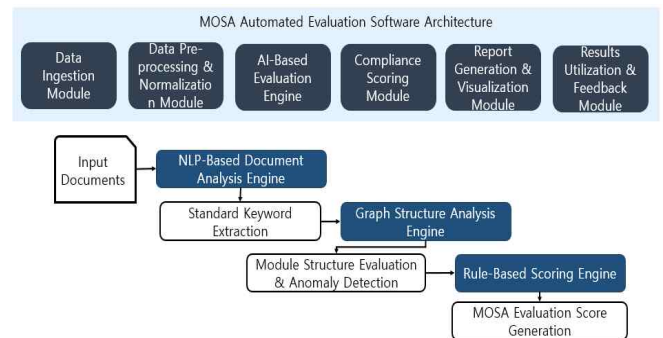 MOSA Automated Evaluation Software Architecture
Data
Ingestion
Module
Data Pre-
processing &
Normalizatio
n Module
AI-Based
Evaluation
Engine
Compliance
Scoring
Module
Report
Generation &
Visualization
Module
Results
Utilization &
Feedback
Module
Input
Documents
NLP-Based Document
Analysis Engine
Standard Keyword
Extraction
Graph Structure Analysis
Engine
Module Structure Evaluation
& Anomaly Detection
Rule-Based Scoring Engine
MOSA Evaluation Score
Generation